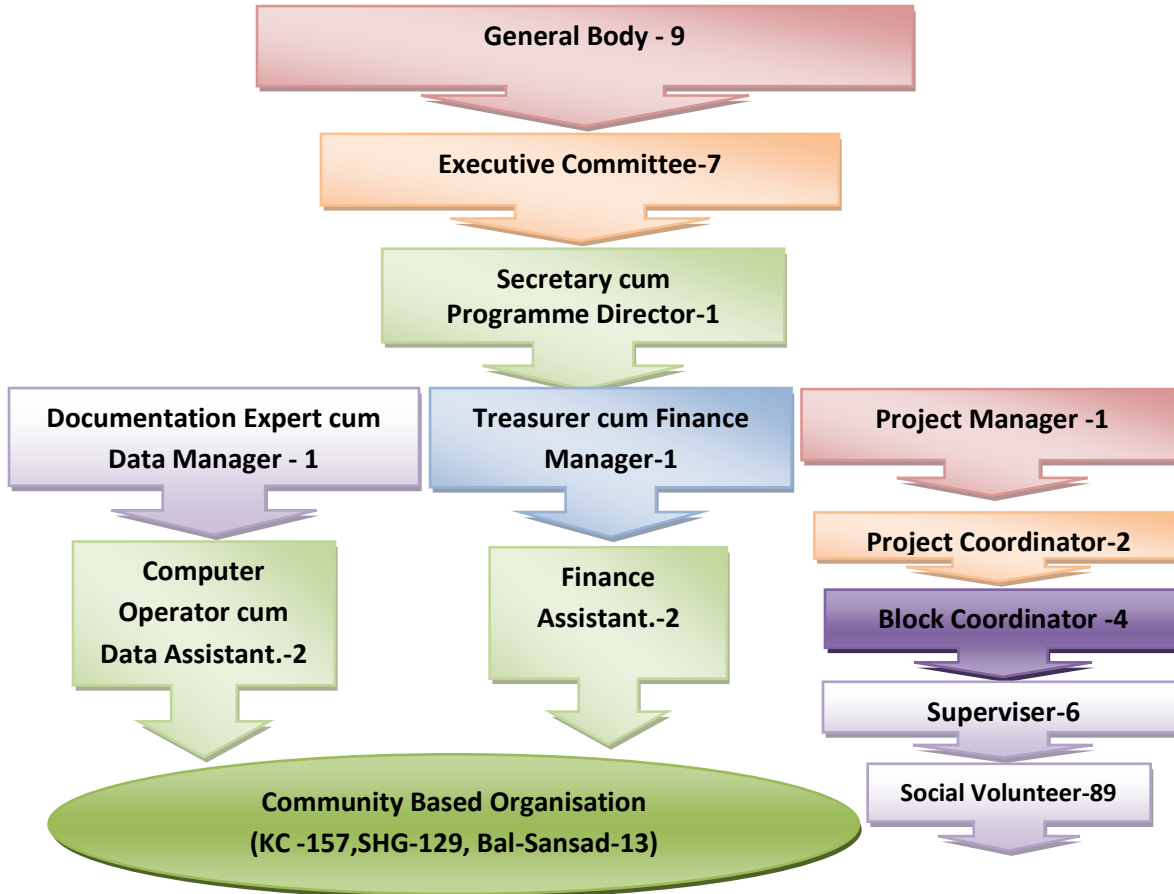 General Body - 9
Executive Committee-7
Secretary cum
Programme Director-1
Documentation Expert cum
Data Manager - 1
Treasurer cum Finance
Manager-1
Project Manager -1
Computer
Operator cum
Data Assistant.-2
Finance
Assistant.-2
Project Coordinator-2
Block Coordinator -4
Superviser-6
Social Volunteer-89
Community Based Organisation
(KC -157,SHG-129, Bal-Sansad-13)